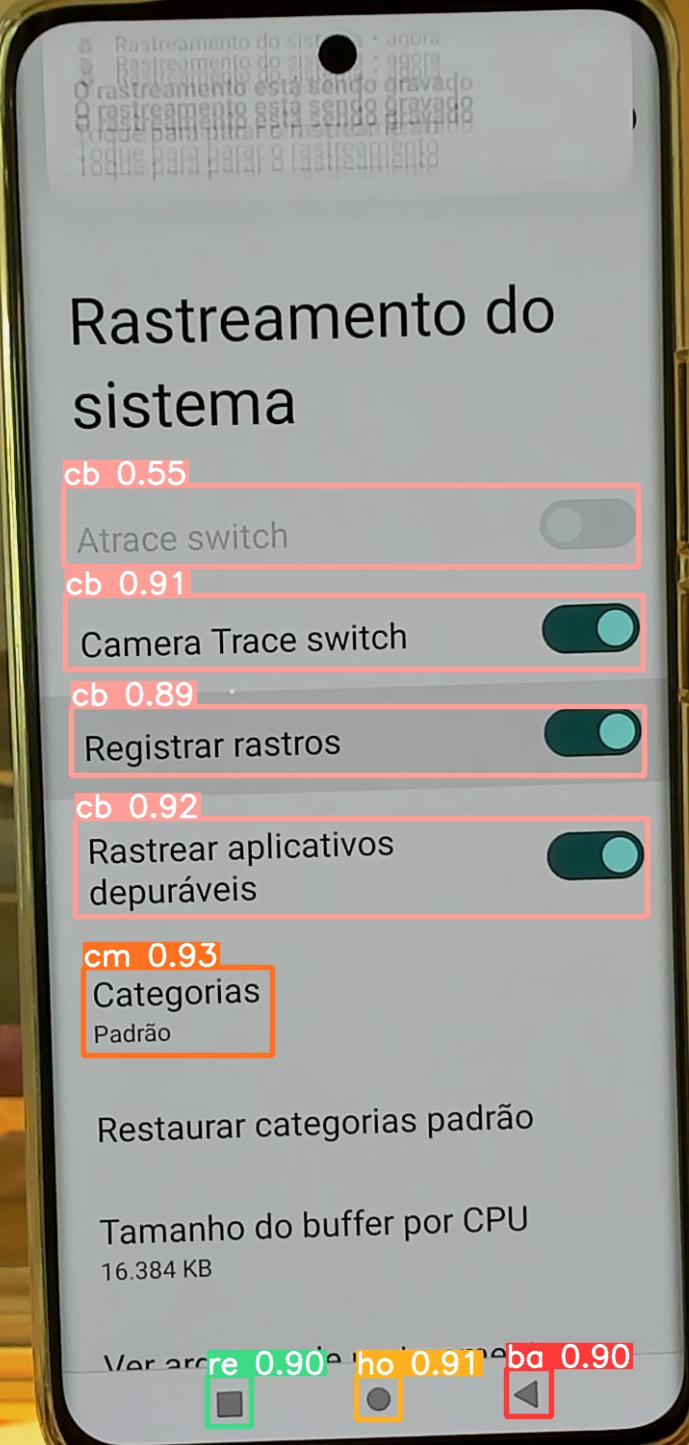 Rastreamento do sistema · agora
O rastreamento está sendo gravado
Toque para parar o rastreamento
Rastreamento do
sistema
cb 0.55
Atrace switch
cb 0.91
Camera Trace switch
cb 0.89
Registrar rastros
cb 0.92
Rastrear aplicativos
depuráveis
cm 0.93
Categorias
Padrão
Restaurar categorias padrão
Tamanho do buffer por CPU
16.384 KB
Ver
re 0.90
ho 0.91
ba 0.90